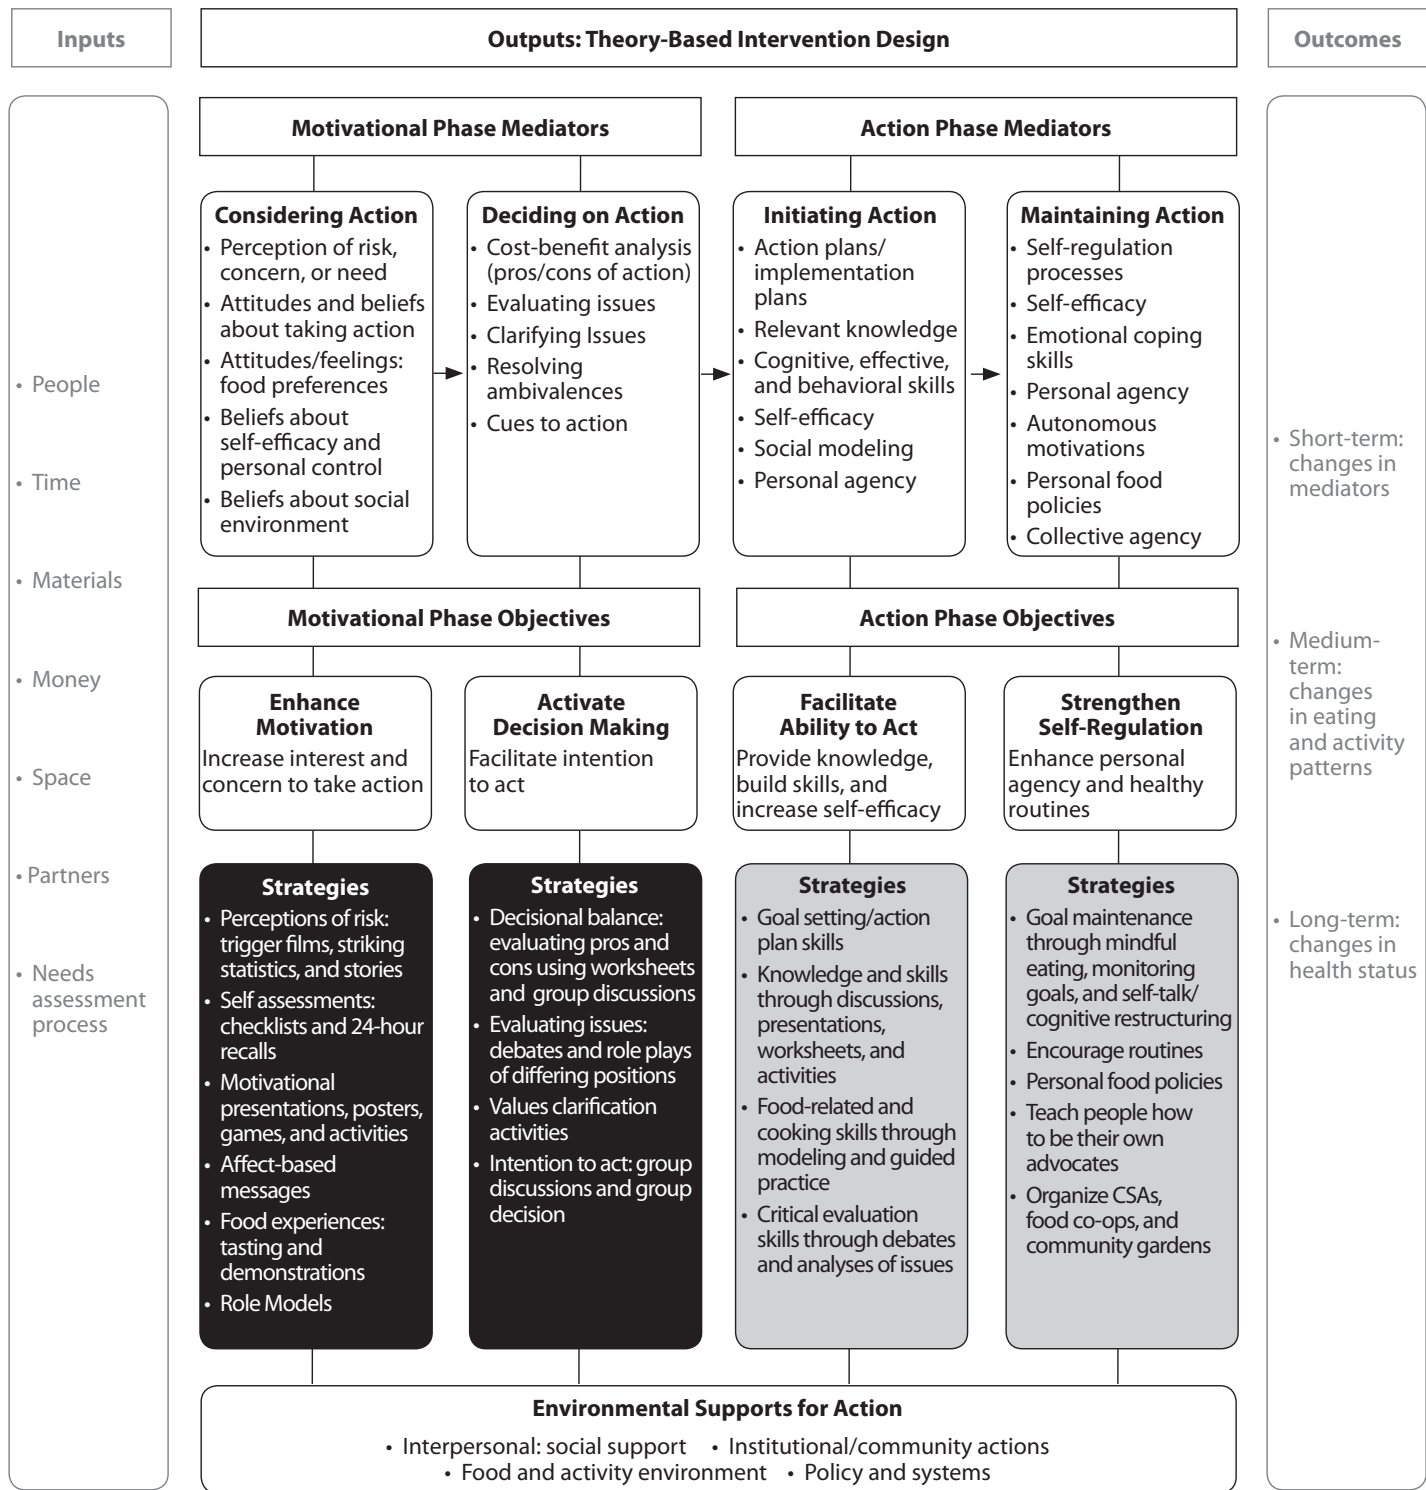 Inputs
Outputs: Theory-Based Intervention Design
Outcomes
• People
• Time
• Materials
• Money
• Space
• Partners
• Needs
assessment
process
Motivational Phase Mediators
Action Phase Mediators
Considering Action
• Perception of risk,
concern, or need
• Attitudes and beliefs
about taking action
• Attitudes/feelings:
food preferences
• Beliefs about
self-efficacy and
personal control
• Beliefs about social
environment
Deciding on Action
• Cost-benefit analysis
(pros/cons of action)
• Evaluating issues
• Clarifying Issues
• Resolving
ambivalences
• Cues to action
Initiating Action
• Action plans/
implementation
plans
• Relevant knowledge
• Cognitive, effective,
and behavioral skills
• Self-efficacy
• Social modeling
• Personal agency
Maintaining Action
• Self-regulation
processes
• Self-efficacy
• Emotional coping
skills
• Personal agency
• Autonomous
motivations
• Personal food
policies
• Collective agency
Motivational Phase Objectives
Action Phase Objectives
Enhance
Motivation
Increase interest and
concern to take action
Activate
Decision Making
Facilitate intention
to act
Facilitate
Ability to Act
Provide knowledge,
build skills, and
increase self-efficacy
Strengthen
Self-Regulation
Enhance personal
agency and healthy
routines
Strategies
• Perceptions of risk:
trigger films, striking
statistics, and stories
• Self assessments:
checklists and 24-hour
recalls
• Motivational
presentations, posters,
games, and activities
• Affect-based
messages
• Food experiences:
tasting and
demonstrations
• Role Models
Strategies
• Decisional balance:
evaluating pros and
cons using worksheets
and group discussions
• Evaluating issues:
debates and role plays
of differing positions
• Values clarification
activities
• Intention to act: group
discussions and group
decision
Strategies
• Goal setting/action
plan skills
• Knowledge and skills
through discussions,
presentations,
worksheets, and
activities
• Food-related and
cooking skills through
modeling and guided
practice
• Critical evaluation
skills through debates
and analyses of issues
Strategies
• Goal maintenance
through mindful
eating, monitoring
goals, and self-talk/
cognitive restructuring
• Encourage routines
• Personal food policies
• Teach people how
to be their own
advocates
• Organize CSAs,
food co-ops, and
community gardens
Environmental Supports for Action
• Interpersonal: social support • Institutional/community actions
• Food and activity environment • Policy and systems
• Short-term:
changes in
mediators
• Medium-
term:
changes
in eating
and activity
patterns
• Long-term:
changes in
health status